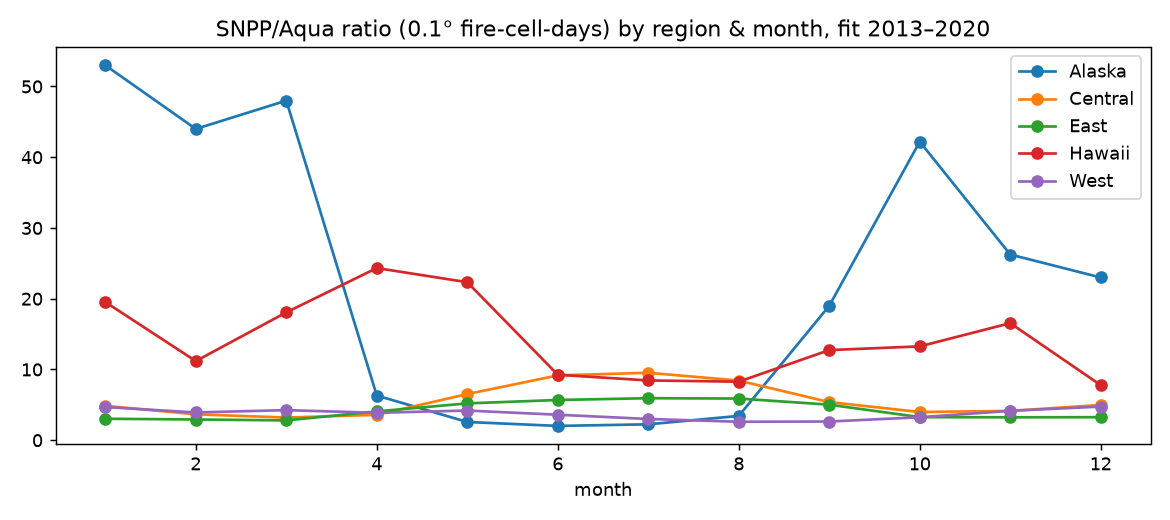 SNPP/Aqua ratio (0.1° fire-cell-days) by region & month, fit 2013–2020
50
40
30
20
10
0
Alaska
Central
East
Hawaii
West
2
4
6
8
10
12
month